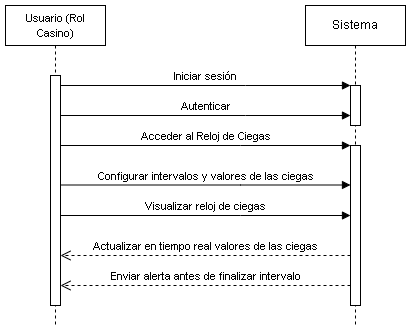 Usuario (Rol
Casino)
Sistema
Iniciar sesión
Autenticar
Acceder al Reloj de Ciegas
Configurar intervalos y valores de las ciegas
Visualizar reloj de ciegas
Actualizar en tiempo real valores de las ciegas
Enviar alerta antes de finalizar intervalo